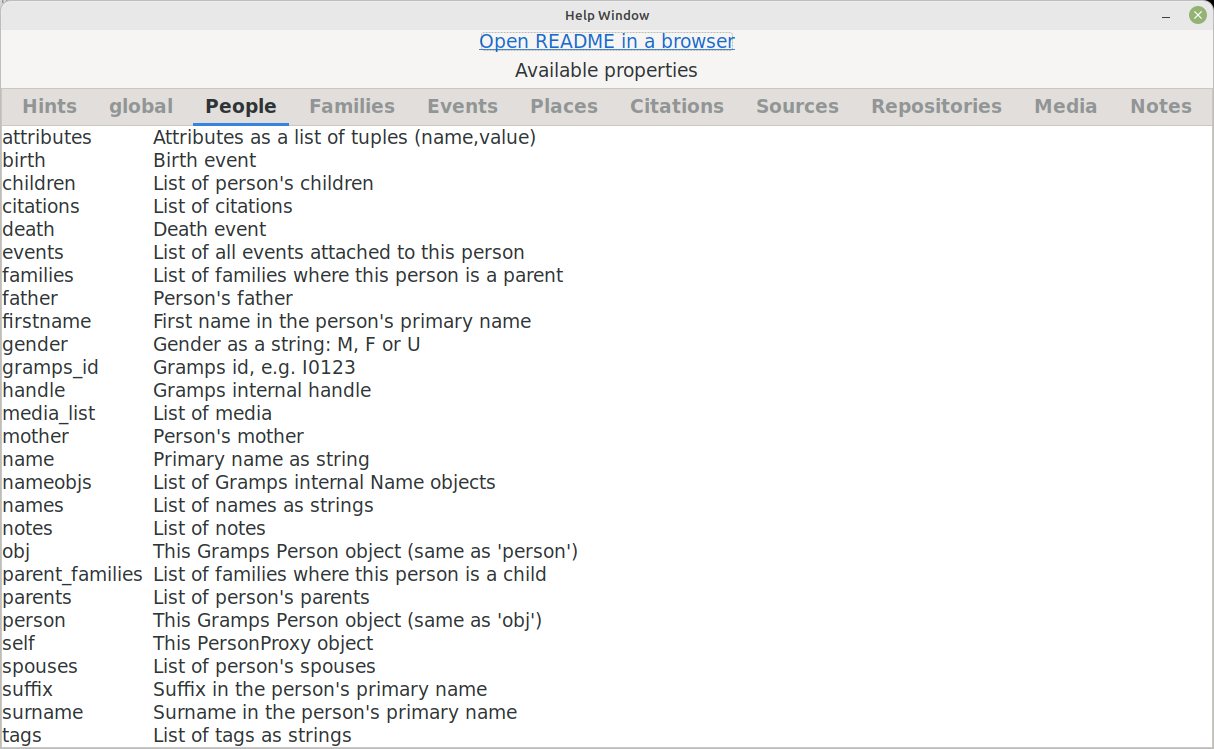 Help Window
Open README in a browser
Available properties
Hints global People Families Events Places Citations Sources Repositories Media Notes
attributes Attributes as a list of tuples (name,value)
birth Birth event
children List of person's children
citations List of citations
death Death event
events List of all events attached to this person
families List of families where this person is a parent
father Person's father
firstname First name in the person's primary name
gender Gender as a string: M, F or U
gramps_id Gramps id, e.g. I0123
handle Gramps internal handle
media_list List of media
mother Person's mother
name Primary name as string
nameobjs List of Gramps internal Name objects
names List of names as strings
notes List of notes
obj This Gramps Person object (same as 'person')
parent_families List of families where this person is a child
parents List of person's parents
person This Gramps Person object (same as 'obj')
self This PersonProxy object
spouses List of person's spouses
suffix Suffix in the person's primary name
surname Surname in the person's primary name
tags List of tags as strings